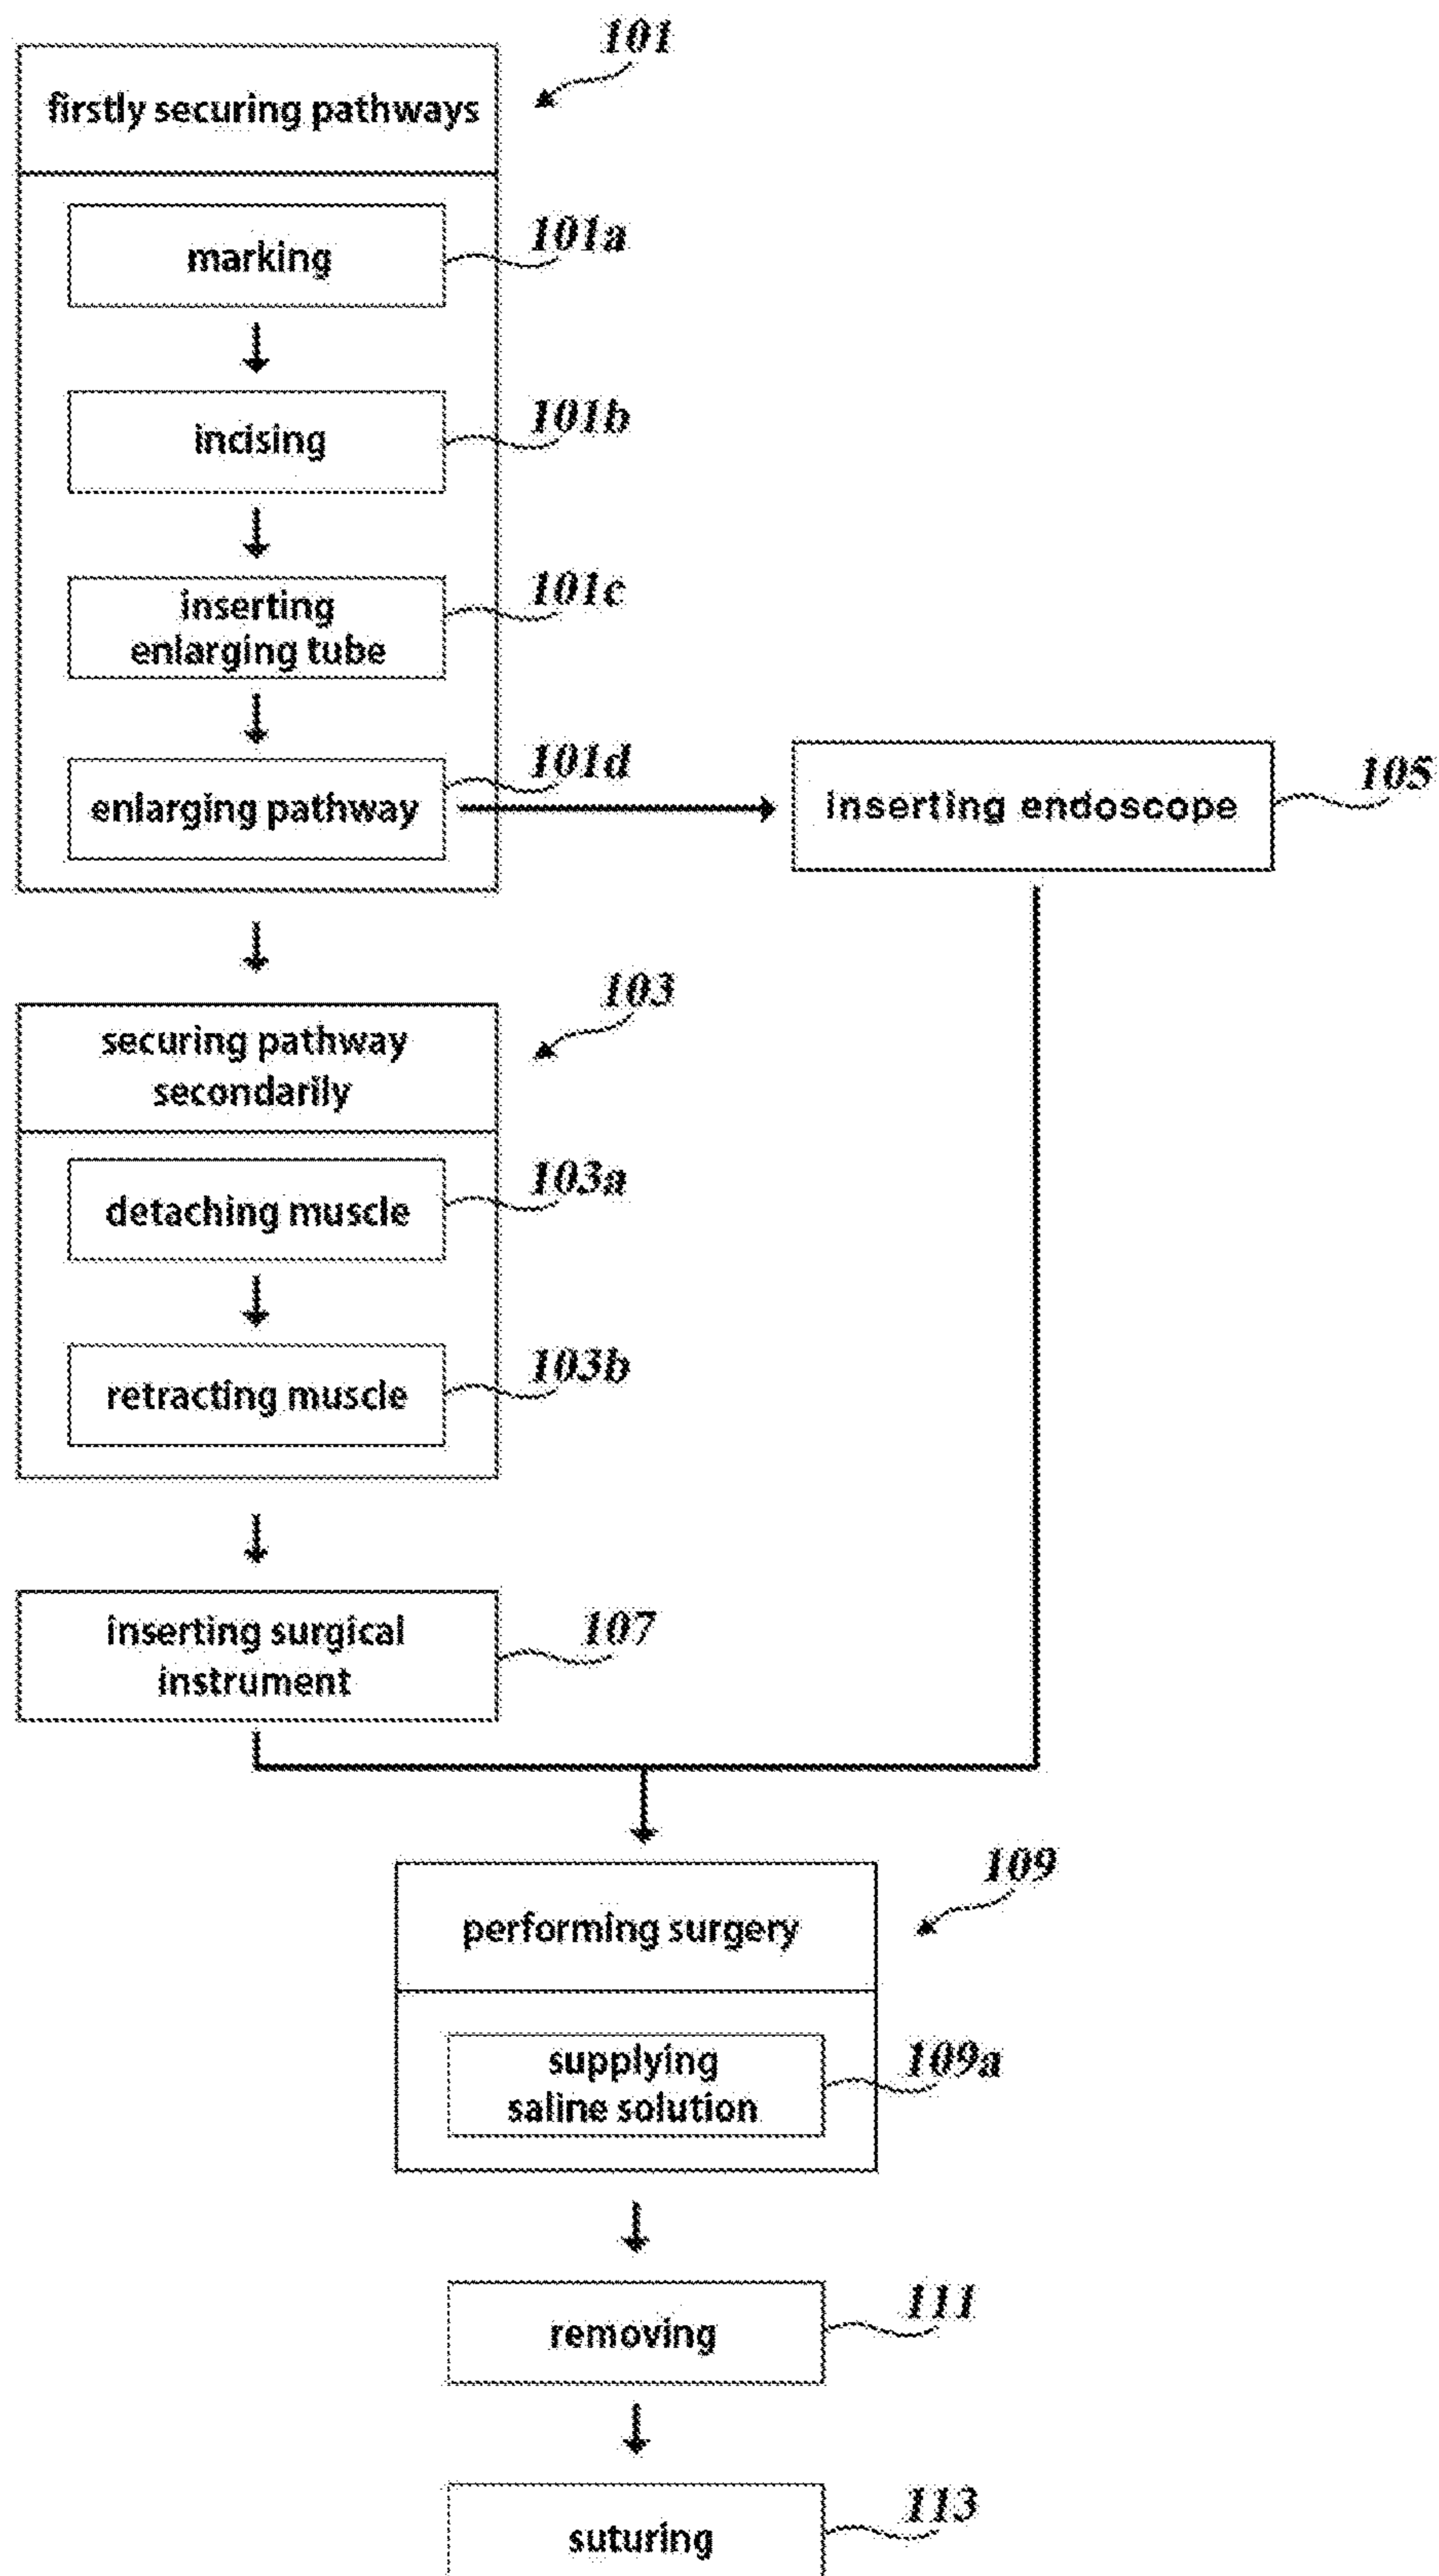 101
firstly securing pathways
101a
marking
101b
incising
101c
inserting
enlarging tube
101d
enlarging pathway
105
inserting endoscope
103
securing pathway
secondarily
103a
detaching muscle
103b
retracting muscle
107
inserting surgical
instrument
109
performing surgery
109a
supplying
saline solution
111
removing
113
suturing